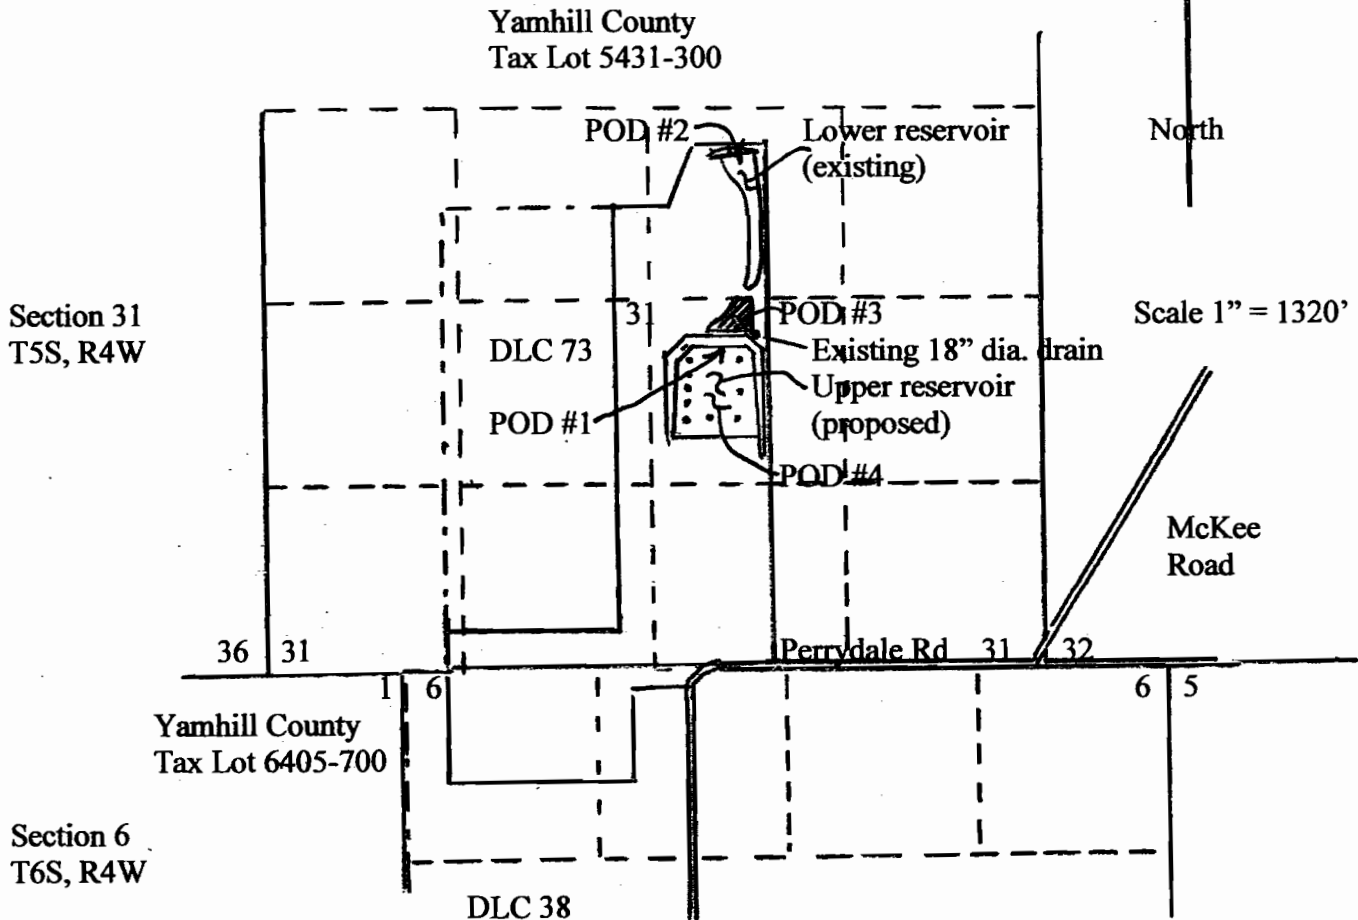 Yamhill County
Tax Lot 5431-300
POD #2
Lower reservoir
(existing)
North
Section 31
T5S, R4W
31
POD #3
Scale 1" = 1320'
DLC 73
Existing 18" dia. drain
Upper reservoir
(proposed)
POD #1
POD #4
McKee
Road
36 31
Perrydale Rd 31 32
1 6
6 5
Yamhill County
Tax Lot 6405-700
Section 6
T6S, R4W
DLC 38